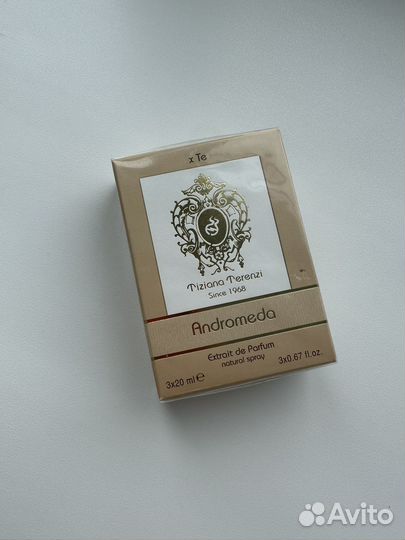 x Te
Tiziana Terenzi
Since 1968
Andromeda
Extrait de Parfum
natural spray
3x20 ml ℮
3x0.67 fl.oz.
Avito